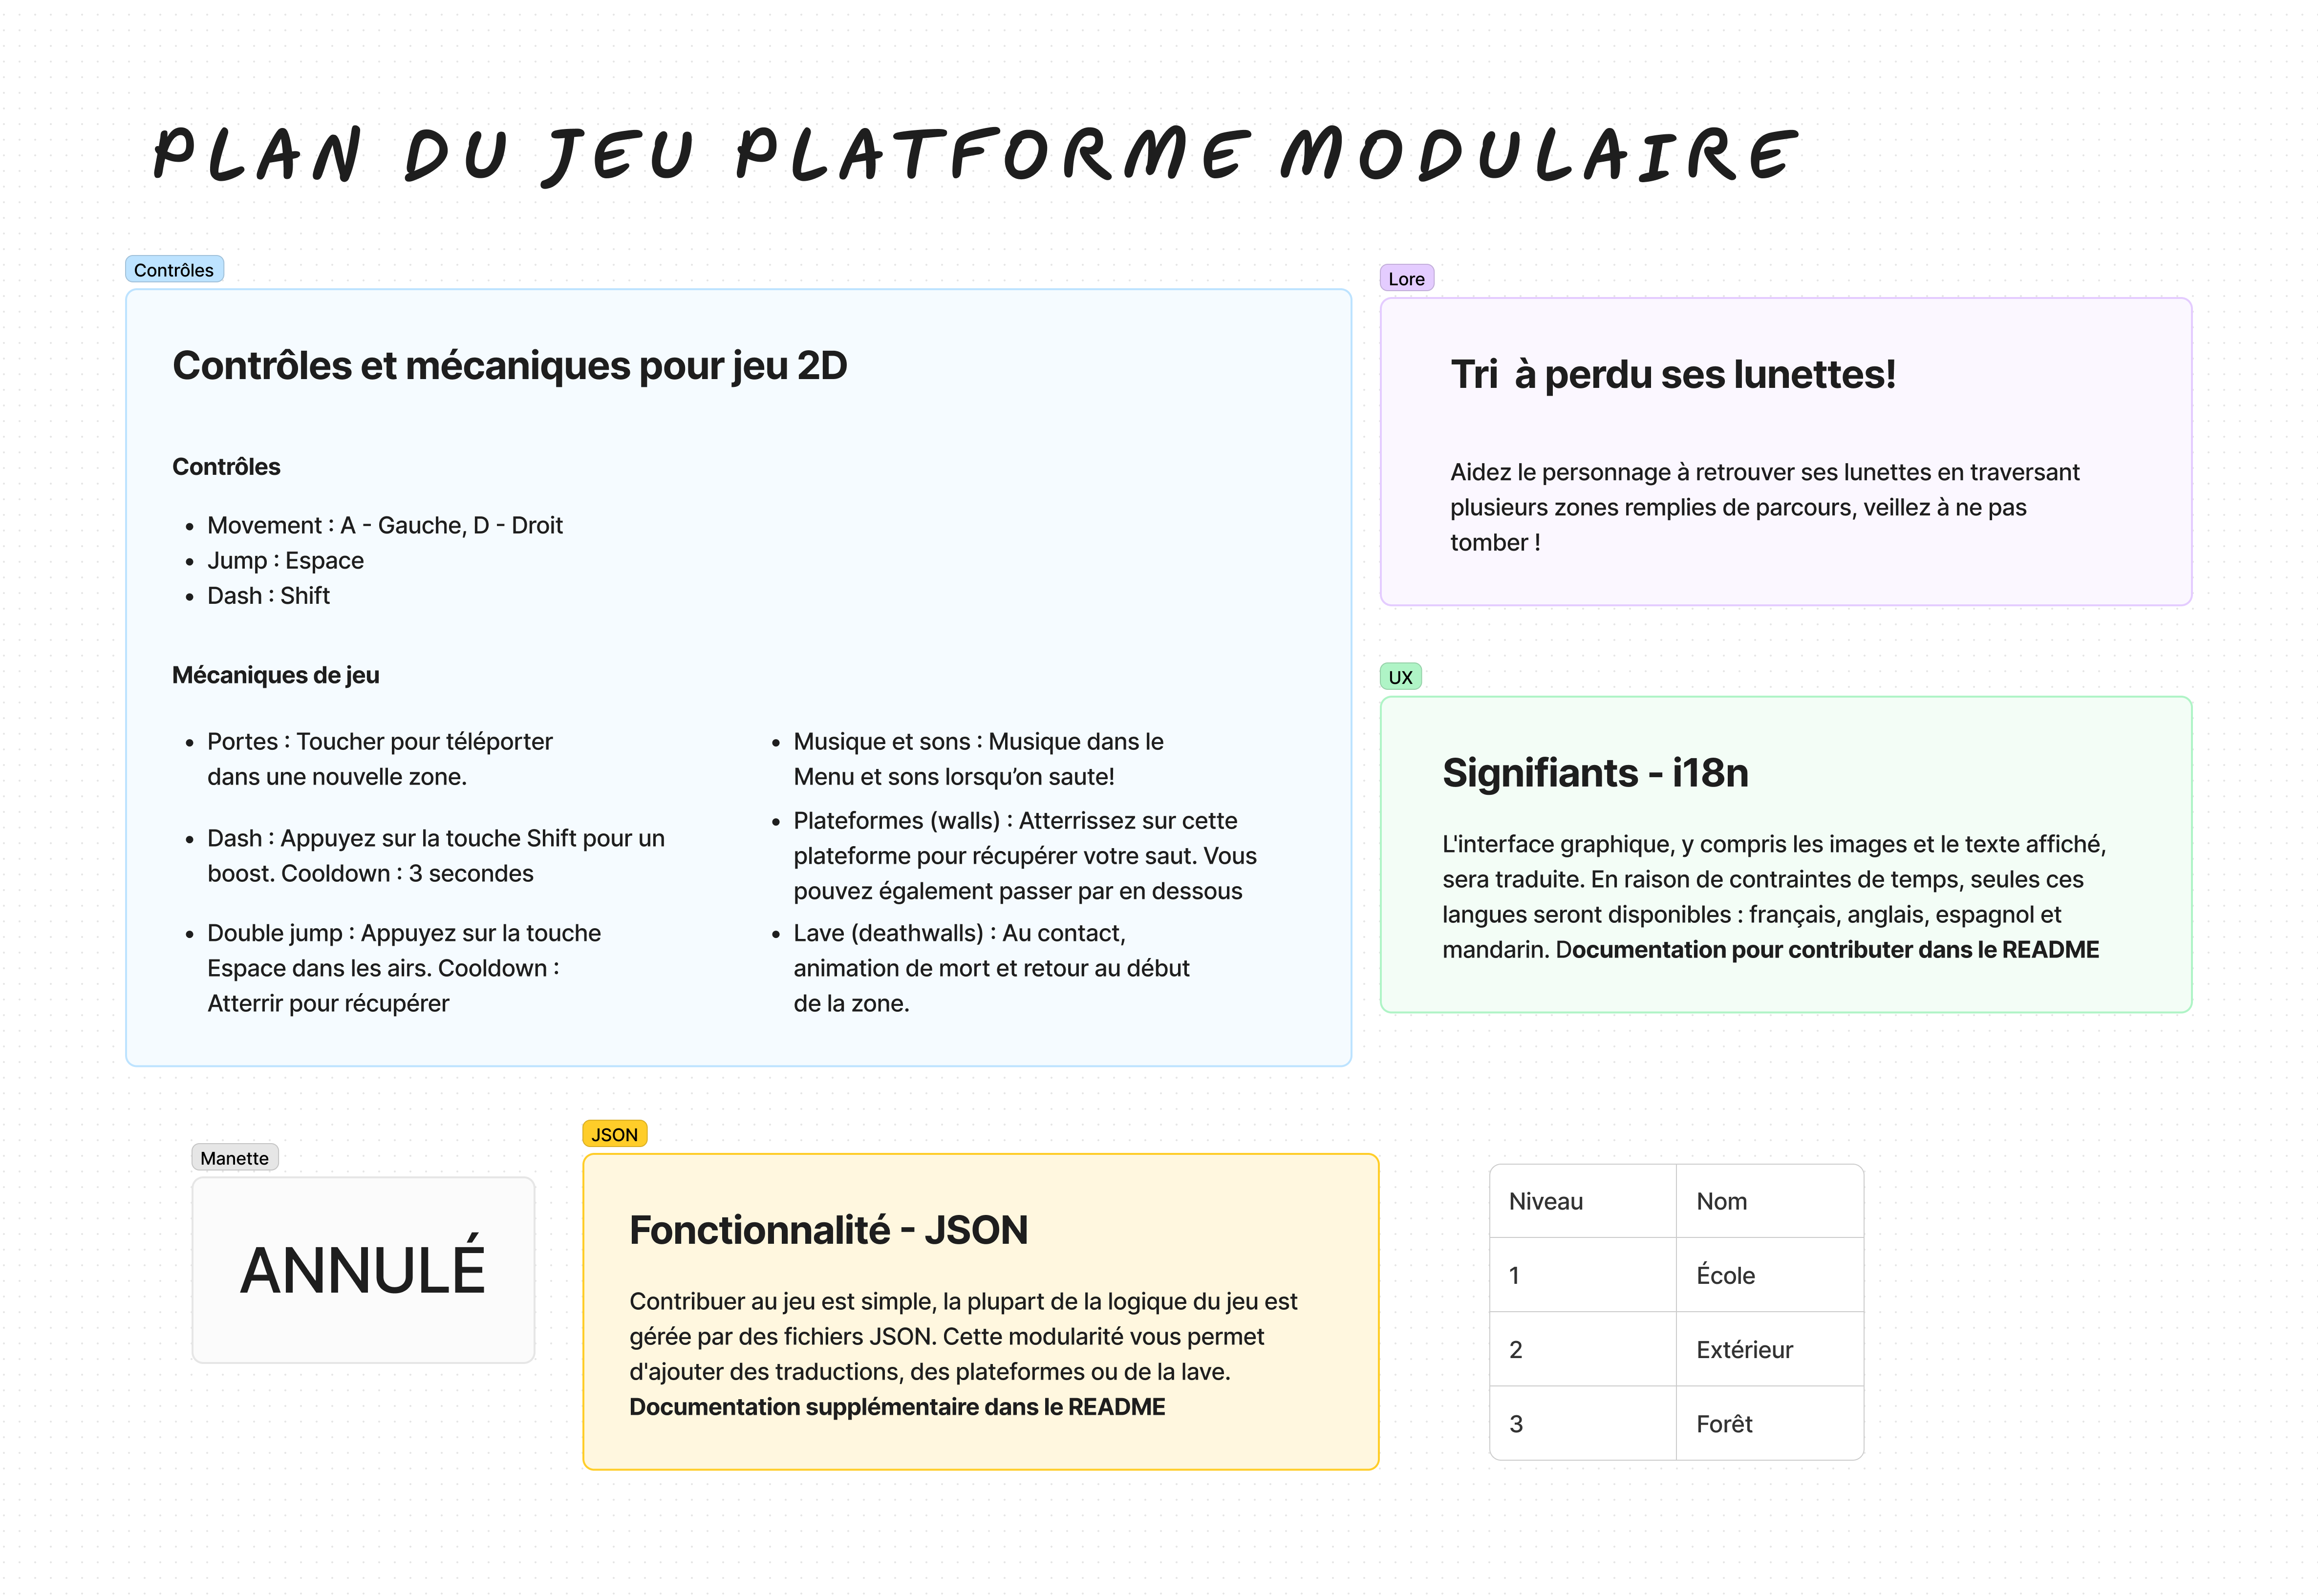 PLAN DU JEU PLATFORME MODULAIRE
Contrôles
Contrôles et mécaniques pour jeu 2D
Contrôles
• Movement : A - Gauche, D - Droit
• Jump : Espace
• Dash : Shift
Mécaniques de jeu
• Portes : Toucher pour téléporter
dans une nouvelle zone.
• Dash : Appuyez sur la touche Shift pour un
boost. Cooldown : 3 secondes
• Double jump : Appuyez sur la touche
Espace dans les airs. Cooldown :
Atterrir pour récupérer
• Musique et sons : Musique dans le
Menu et sons lorsqu’on saute!
• Plateformes (walls) : Atterrissez sur cette
plateforme pour récupérer votre saut. Vous
pouvez également passer par en dessous
• Lave (deathwalls) : Au contact,
animation de mort et retour au début
de la zone.
Lore
Tri  à perdu ses lunettes!
Aidez le personnage à retrouver ses lunettes en traversant
plusieurs zones remplies de parcours, veillez à ne pas
tomber !
UX
Signifiants - i18n
L'interface graphique, y compris les images et le texte affiché,
sera traduite. En raison de contraintes de temps, seules ces
langues seront disponibles : français, anglais, espagnol et
mandarin. Documentation pour contribuer dans le README
Manette
ANNULÉ
JSON
Fonctionnalité - JSON
Contribuer au jeu est simple, la plupart de la logique du jeu est
gérée par des fichiers JSON. Cette modularité vous permet
d'ajouter des traductions, des plateformes ou de la lave.
Documentation supplémentaire dans le README
Niveau Nom
1 École
2 Extérieur
3 Forêt